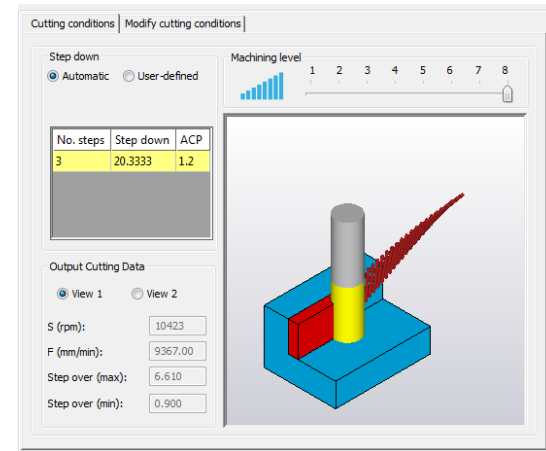 Cutting conditions Modify cutting conditions
Step down
Automatic User-defined
No. steps Step down ACP
3 20.3333 1.2
Machining level
1 2 3 4 5 6 7 8
Output Cutting Data
View 1 View 2
S (rpm): 10423
F (mm/min): 9367.00
Step over (max): 6.610
Step over (min): 0.900